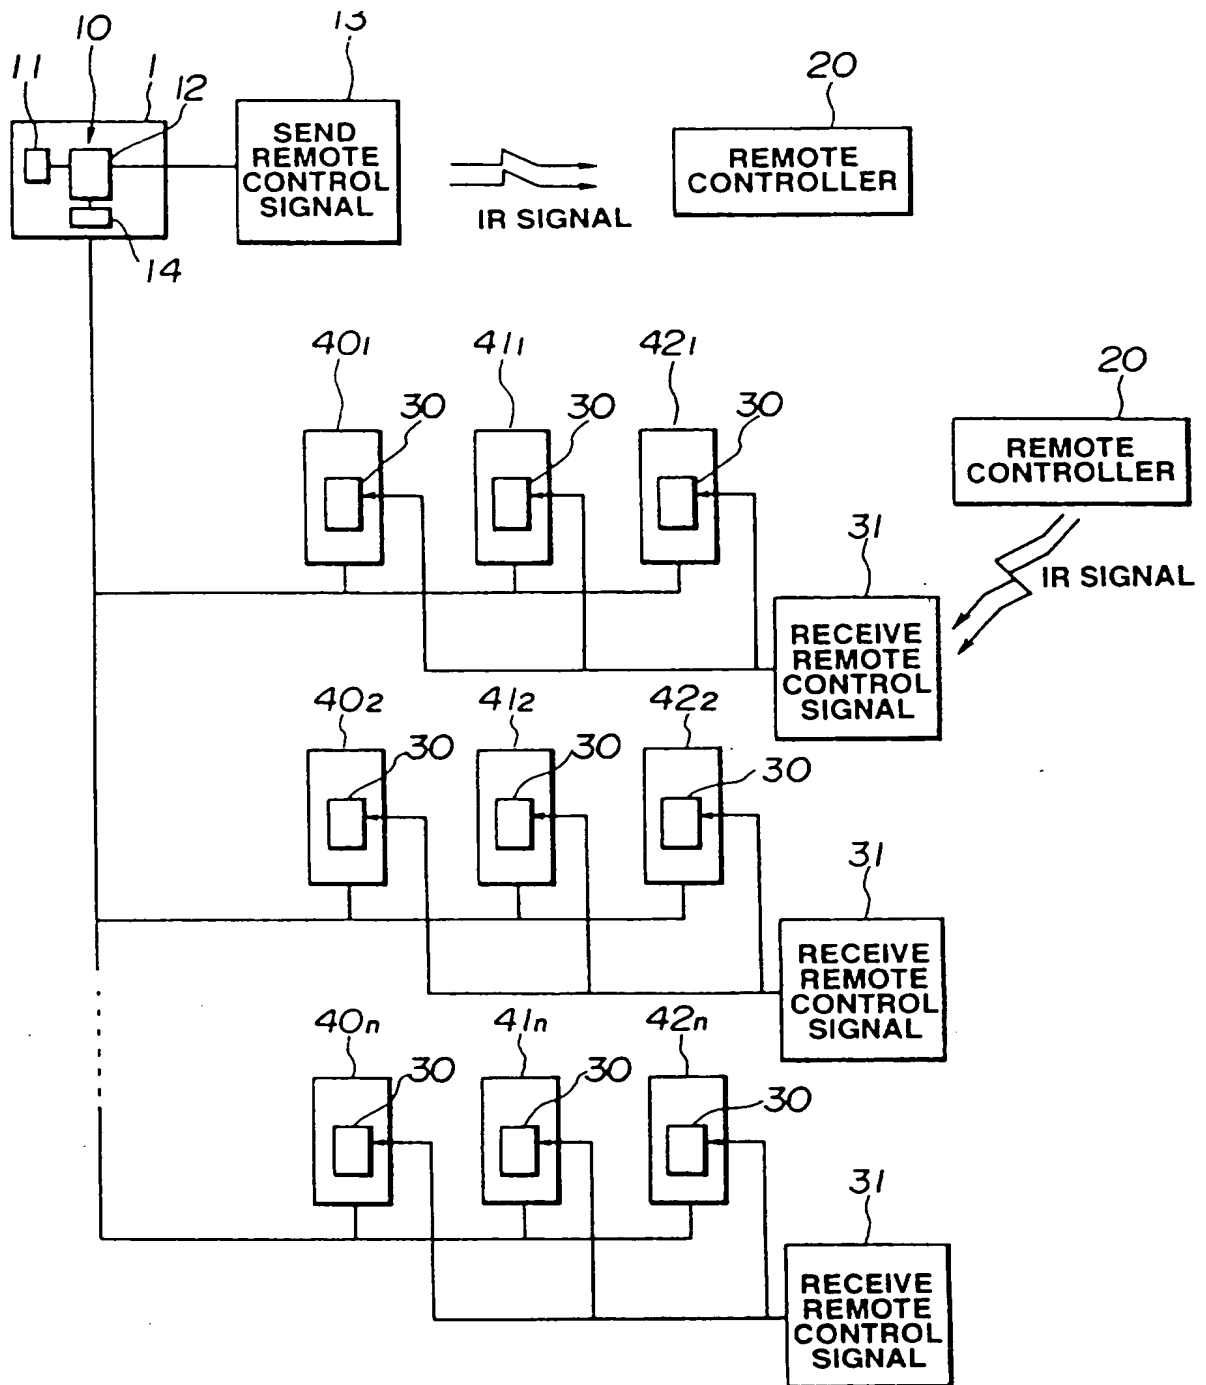 13
10
11
1
12
20
SEND
REMOTE
CONTROL
SIGNAL
REMOTE
CONTROLLER
IR SIGNAL
14
401
411
421
20
30
30
30
REMOTE
CONTROLLER
31
IR SIGNAL
RECEIVE
REMOTE
CONTROL
SIGNAL
402
412
422
30
30
30
31
RECEIVE
REMOTE
CONTROL
SIGNAL
40n
41n
42n
30
30
30
31
RECEIVE
REMOTE
CONTROL
SIGNAL